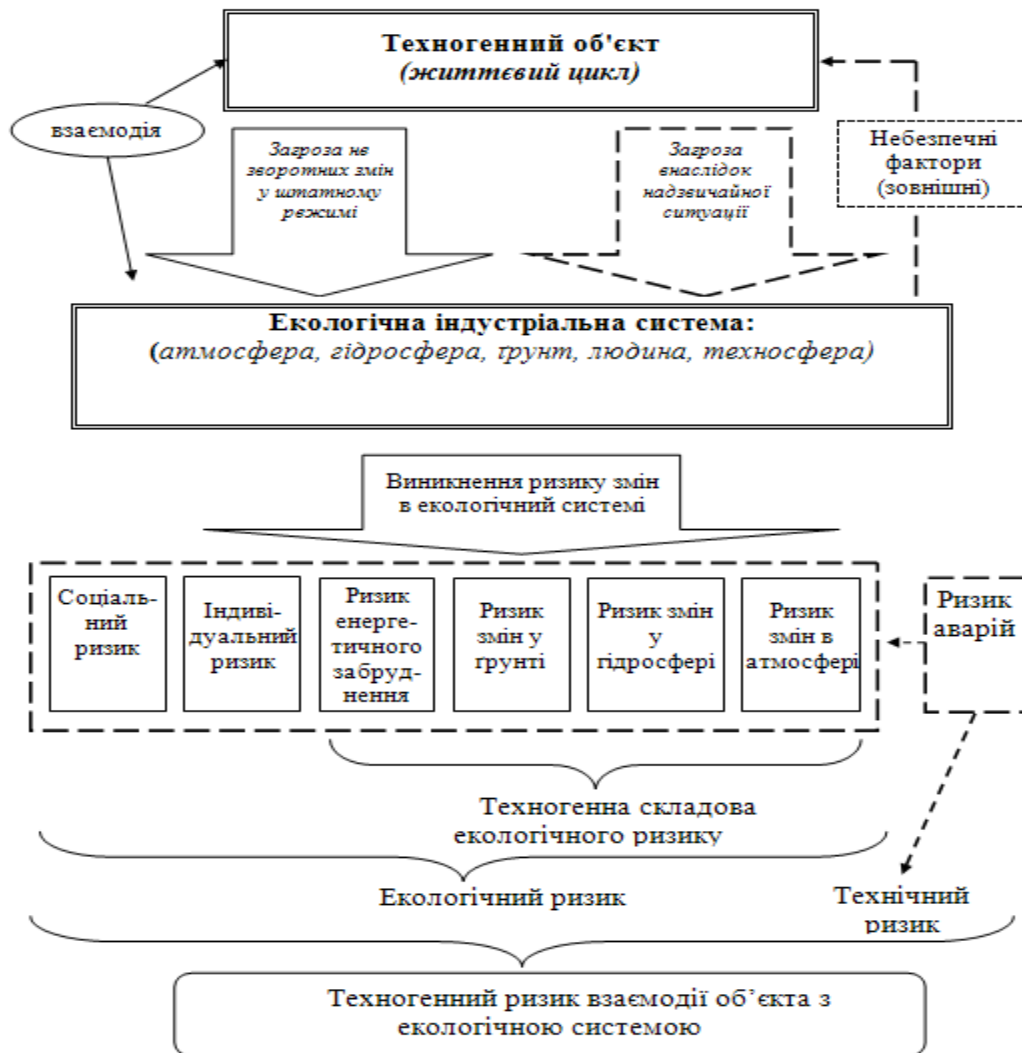 Техногенний об'єкт
(життєвий цикл)
взаємодія
Загроза не
зворотних змін
у штатному
режимі
Загроза
внаслідок
надзвичайної
ситуації
Небезпечні
фактори
(зовнішні)
Екологічна індустріальна система:
(атмосфера, гідросфера, ґрунт, людина, техносфера)
Виникнення ризику змін
в екологічний системі
Соціаль-
ний
ризик
Індиві-
дуальний
ризик
Ризик
енерге-
тичного
забруд-
нення
Ризик
змін у
ґрунті
Ризик змін
у
гідросфері
Ризик
змін в
атмосфері
Ризик
аварій
Техногенна складова
екологічного ризику
Екологічний ризик
Технічний
ризик
Техногенний ризик взаємодії об’єкта з
екологічною системою